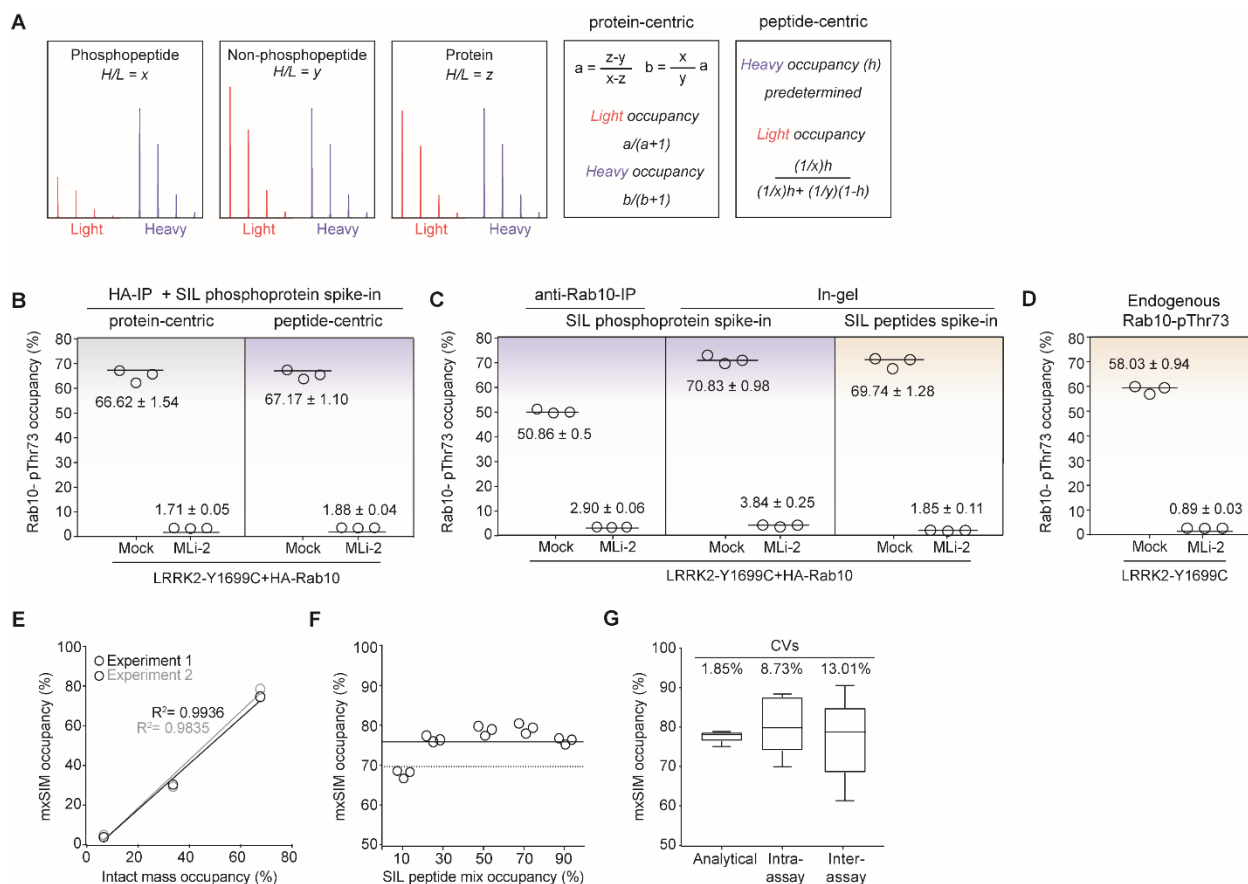 A
Phosphopeptide
H/L = x
Light
Heavy
Non-phosphopeptide
H/L = y
Light
Heavy
Protein
H/L = z
Light
Heavy
protein-centric
a = z-y / x-z b = x / y a
Light occupancy
a/(a+1)
Heavy occupancy
b/(b+1)
peptide-centric
Heavy occupancy (h)
predetermined
Light occupancy
(1/x)h
(1/x)h+ (1/y)(1-h)
B
HA-IP + SIL phosphoprotein spike-in
protein-centric
peptide-centric
Rab10- pThr73 occupancy (%)
80
70
60
50
40
30
20
10
0
66.62 ± 1.54
1.71 ± 0.05
67.17 ± 1.10
1.88 ± 0.04
Mock
MLi-2
Mock
MLi-2
LRRK2-Y1699C+HA-Rab10
C
anti-Rab10-IP
In-gel
SIL phosphoprotein spike-in
SIL peptides spike-in
Rab10- pThr73 occupancy (%)
80
70
60
50
40
30
20
10
0
50.86 ± 0.5
2.90 ± 0.06
70.83 ± 0.98
3.84 ± 0.25
69.74 ± 1.28
1.85 ± 0.11
Mock
MLi-2
Mock
MLi-2
Mock
MLi-2
LRRK2-Y1699C+HA-Rab10
D
Endogenous
Rab10-pThr73
Rab10- pThr73 occupancy (%)
80
70
60
50
40
30
20
10
0
58.03 ± 0.94
0.89 ± 0.03
Mock
MLi-2
LRRK2-Y1699C
E
mxSIM occupancy (%)
100
80
60
40
20
0
Experiment 1
Experiment 2
R²= 0.9936
R²= 0.9835
0
20
40
60
80
Intact mass occupancy (%)
F
mxSIM occupancy (%)
100
90
80
70
60
50
10
30
50
70
90
SIL peptide mix occupancy (%)
G
CVs
1.85%
8.73%
13.01%
mxSIM occupancy (%)
100
90
80
70
60
50
Analytical
Intra-
assay
Inter-
assay